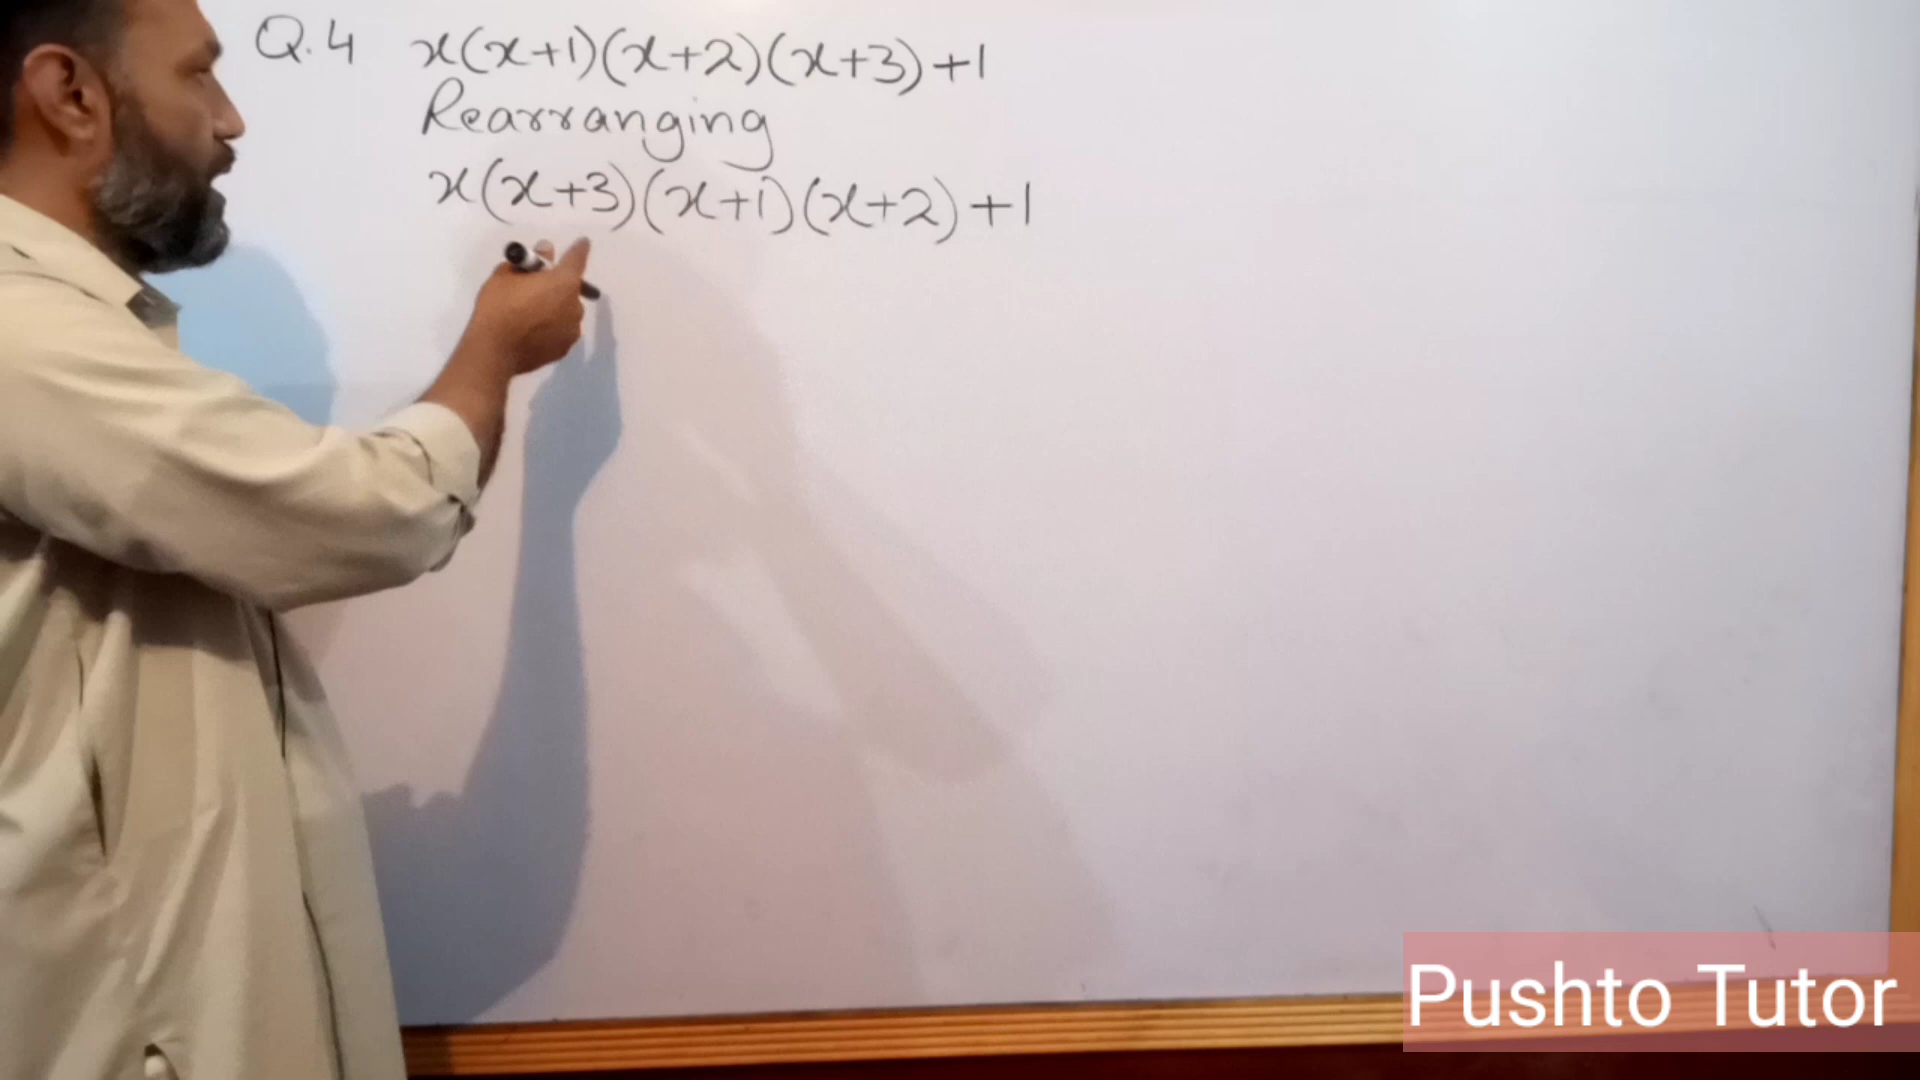 Q.4 x(x+1)(x+2)(x+3)+1
Rearranging
x(x+3)(x+1)(x+2)+1
Pushto Tutor